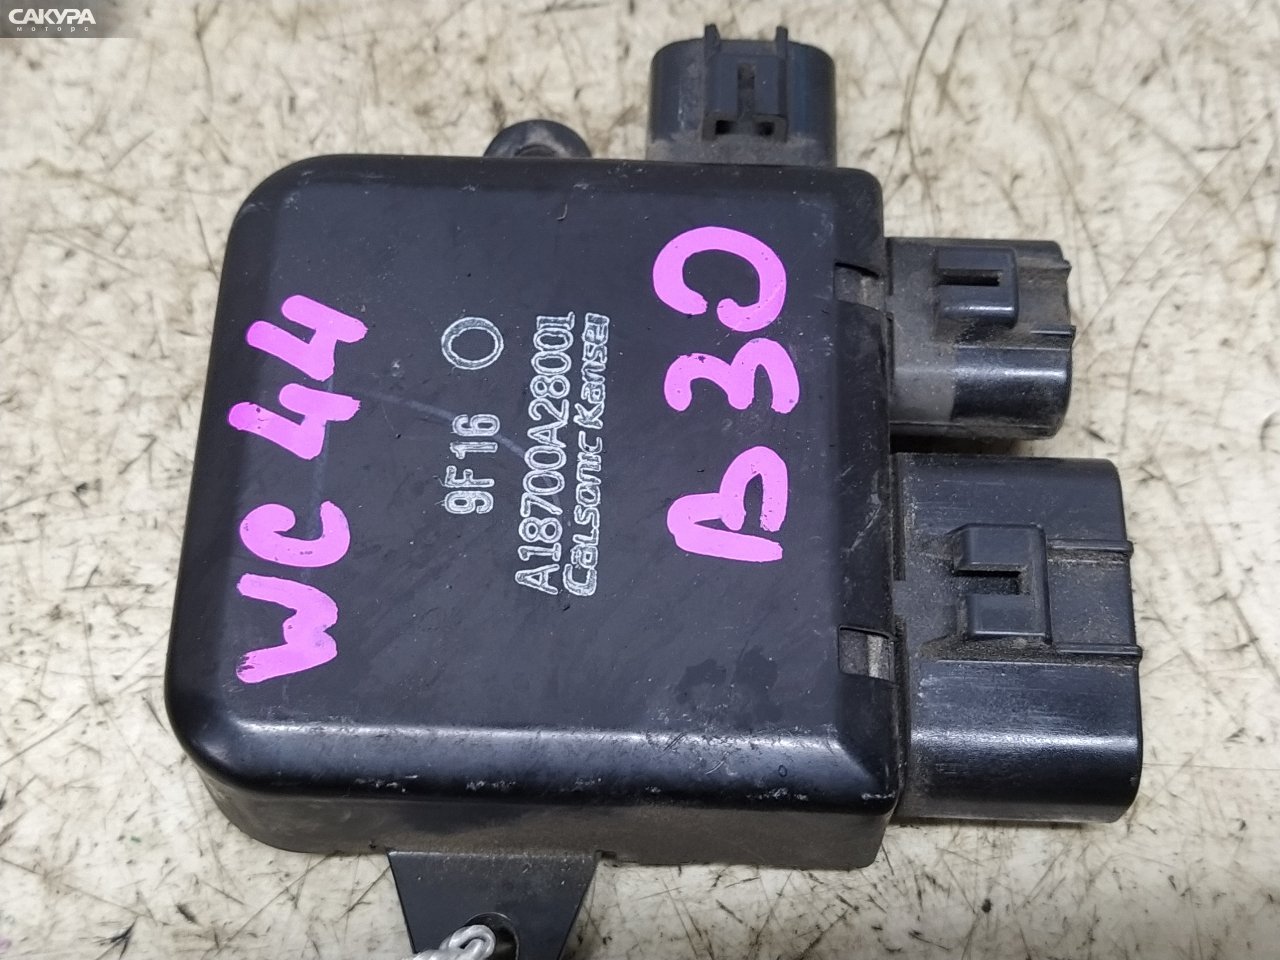 САКУРА
моторс
WC 44
9F16
A18700A28001
CALSONIC Kansei
B30